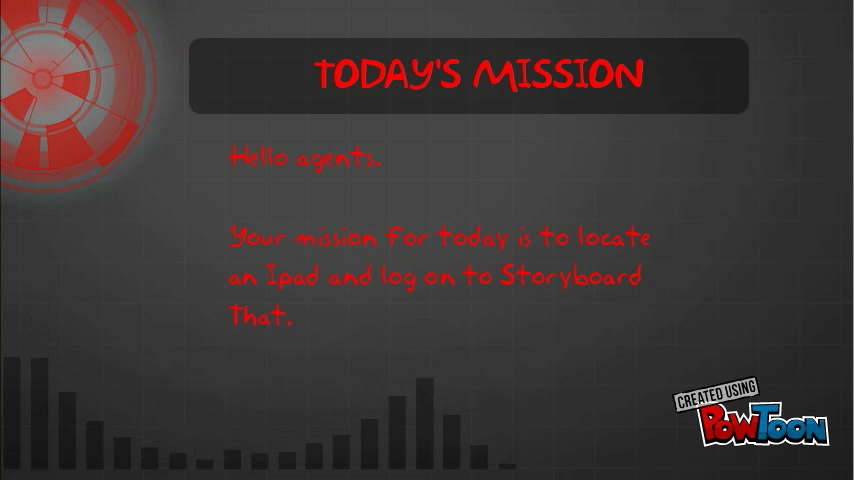 TODAY'S MISSION
Hello agents.
Your mission for today is to locate
an Ipad and log on to Storyboard
That.
CREATED USING
POWTOON